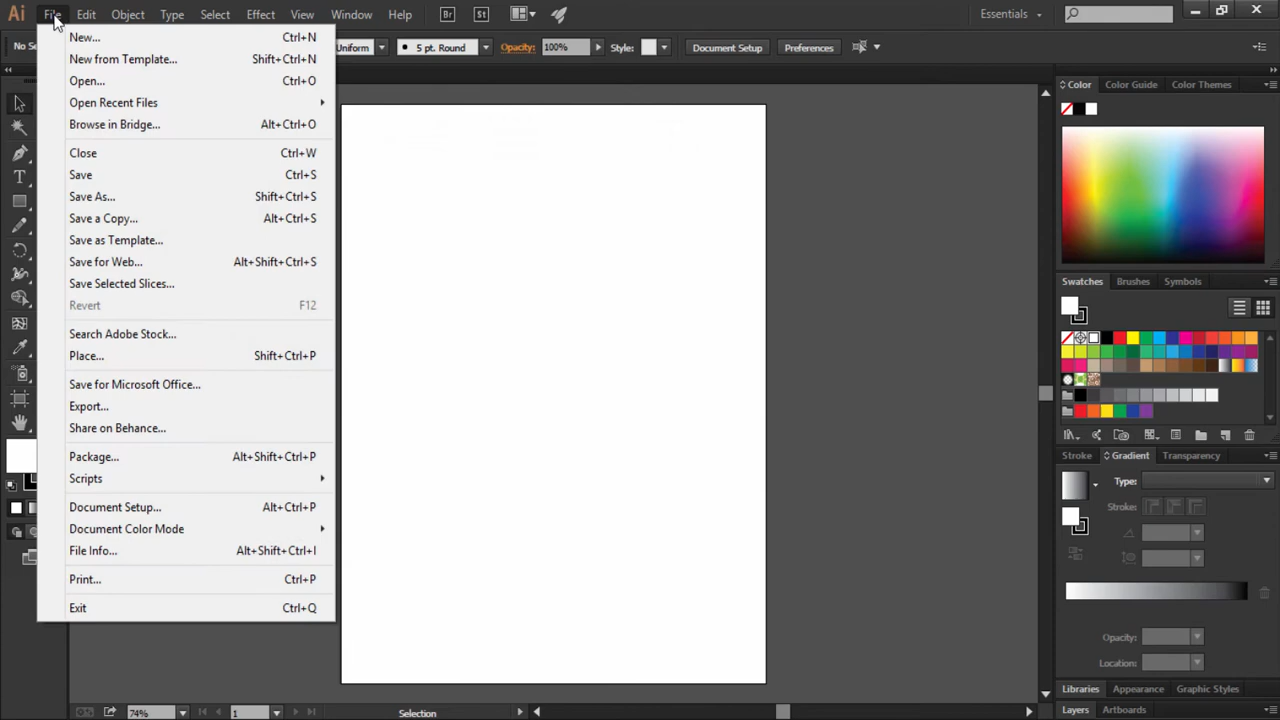 Ai File Edit Object Type Select Effect View Window Help Br St Essentials
No Se Uniform 5 pt. Round Opacity: 100% Style: Document Setup Preferences
New... Ctrl+N
New from Template... Shift+Ctrl+N
Open... Ctrl+O
Open Recent Files
Browse in Bridge... Alt+Ctrl+O
Close Ctrl+W
Save Ctrl+S
Save As... Shift+Ctrl+S
Save a Copy... Alt+Ctrl+S
Save as Template...
Save for Web... Alt+Shift+Ctrl+S
Save Selected Slices...
Revert F12
Search Adobe Stock...
Place... Shift+Ctrl+P
Save for Microsoft Office...
Export...
Share on Behance...
Package... Alt+Shift+Ctrl+P
Scripts
Document Setup... Alt+Ctrl+P
Document Color Mode
File Info... Alt+Shift+Ctrl+I
Print... Ctrl+P
Exit Ctrl+Q
Color Color Guide Color Themes
Swatches Brushes Symbols
Stroke Gradient Transparency
Type:
Stroke:
Opacity:
Location:
Libraries Appearance Graphic Styles
Layers Artboards
74% 1 Selection